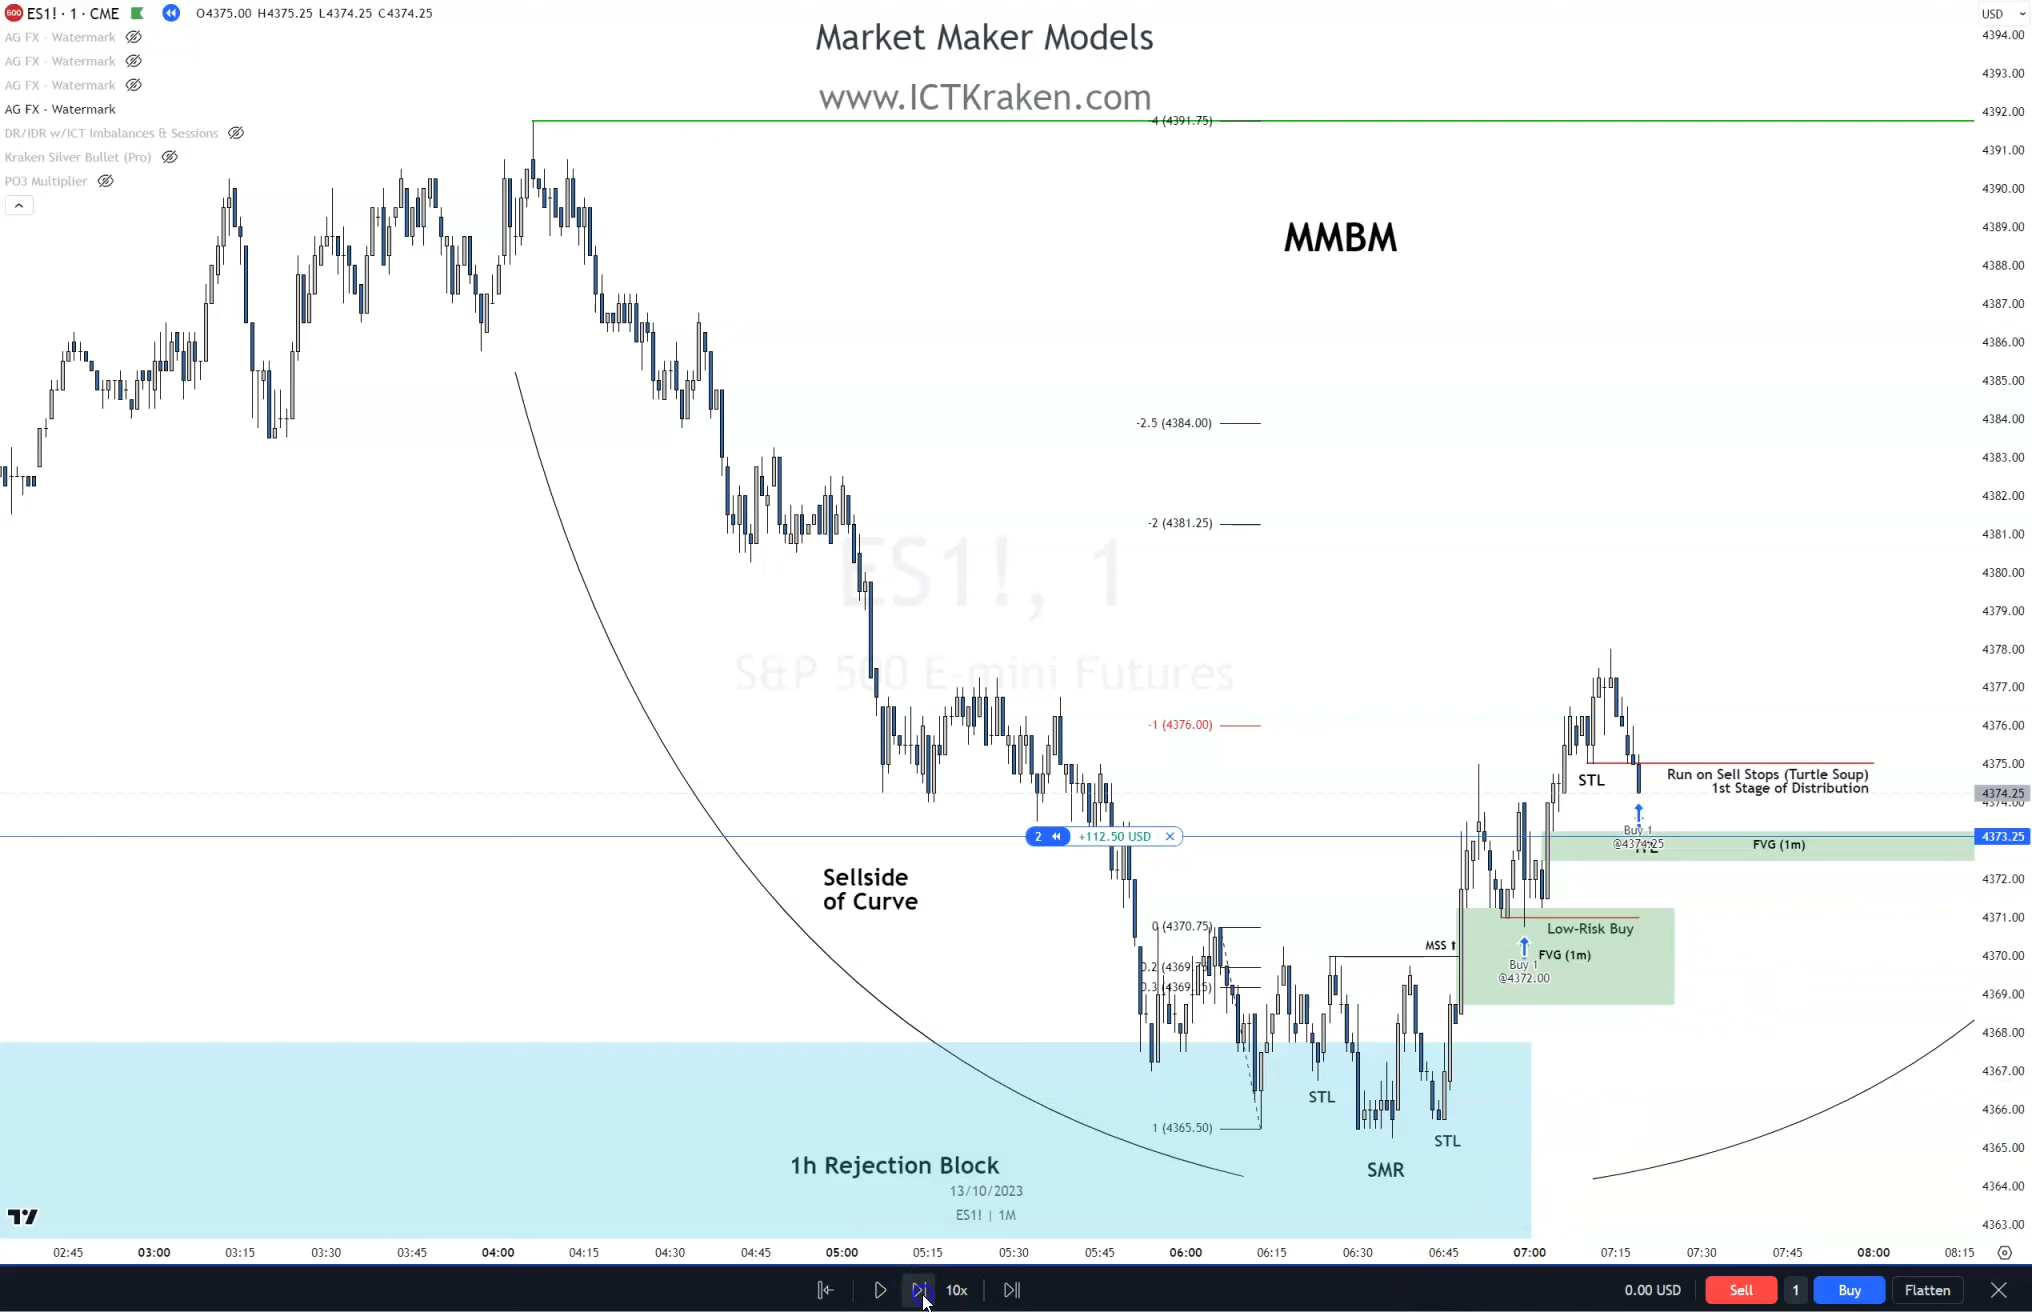 ES1! · 1 · CME O4375.00 H4375.25 L4374.25 C4374.25
AG FX - Watermark
AG FX - Watermark
AG FX - Watermark
AG FX - Watermark
DR/IDR w/ICT Imbalances & Sessions
Kraken Silver Bullet (Pro)
PO3 Multiplier
Market Maker Models
www.ICTKraken.com
-4 (4391.75)
MMBM
-2.5 (4384.00)
-2 (4381.25)
ES1!, 1
S&P 500 E-mini Futures
-1 (4376.00)
STL
Run on Sell Stops (Turtle Soup)
1st Stage of Distribution
2 +112.50 USD
Buy 1
@4374.25
FVG (1m)
Sellside
of Curve
0 (4370.75)
Low-Risk Buy
MSS
FVG (1m)
Buy 1
@4372.00
STL
1 (4365.50)
STL
SMR
1h Rejection Block
13/10/2023
ES1! | 1M
USD
4394.00
4393.00
4392.00
4391.00
4390.00
4389.00
4388.00
4387.00
4386.00
4385.00
4384.00
4383.00
4382.00
4381.00
4380.00
4379.00
4378.00
4377.00
4376.00
4375.00
4374.25
4374.00
4373.25
4372.00
4371.00
4370.00
4369.00
4368.00
4367.00
4366.00
4365.00
4364.00
4363.00
02:45 03:00 03:15 03:30 03:45 04:00 04:15 04:30 04:45 05:00 05:15 05:30 05:45 06:00 06:15 06:30 06:45 07:00 07:15 07:30 07:45 08:00 08:15
10x 0.00 USD Sell 1 Buy Flatten